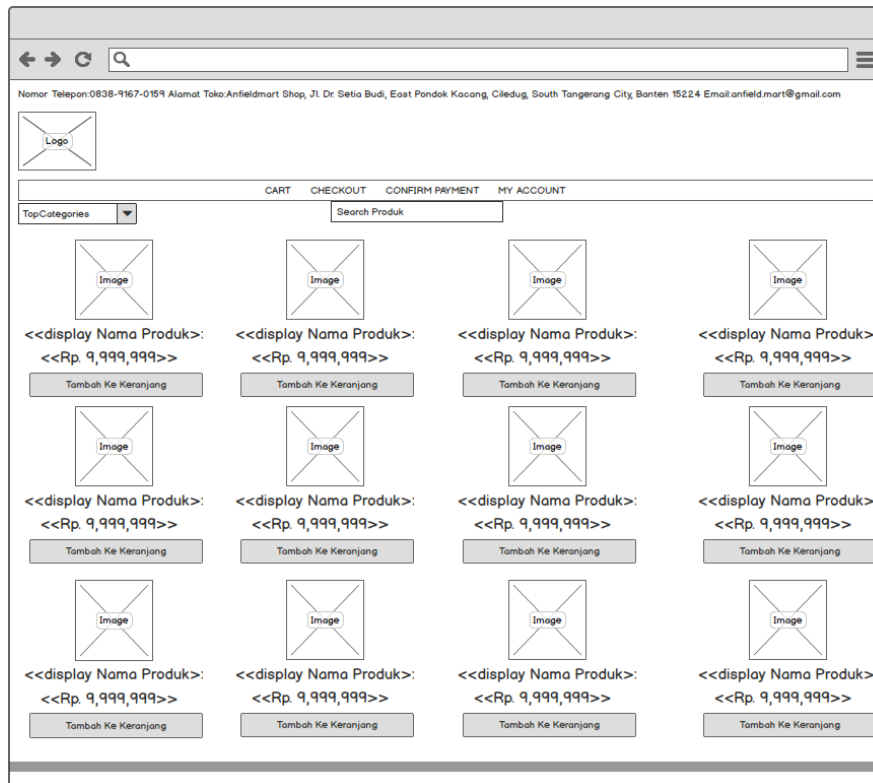 Nomor Telepon:0838-9167-0159 Alamat Toko:Anfieldmart Shop, Jl. Dr. Setia Budi, East Pondok Kacang, Ciledug, South Tangerang City, Banten 15224 Email:anfield.mart@gmail.com
Logo
CART CHECKOUT CONFIRM PAYMENT MY ACCOUNT
TopCategories Search Produk
Image Image Image Image
<<display Nama Produk>: <<display Nama Produk>: <<display Nama Produk>: <<display Nama Produk>
<<Rp. 9,999,999>> <<Rp. 9,999,999>> <<Rp. 9,999,999>> <<Rp. 9,999,999>>
Tambah Ke Keranjang Tambah Ke Keranjang Tambah Ke Keranjang Tambah Ke Keranjang
Image Image Image Image
<<display Nama Produk>: <<display Nama Produk>: <<display Nama Produk>: <<display Nama Produk>
<<Rp. 9,999,999>> <<Rp. 9,999,999>> <<Rp. 9,999,999>> <<Rp. 9,999,999>>
Tambah Ke Keranjang Tambah Ke Keranjang Tambah Ke Keranjang Tambah Ke Keranjang
Image Image Image Image
<<display Nama Produk>: <<display Nama Produk>: <<display Nama Produk>: <<display Nama Produk>
<<Rp. 9,999,999>> <<Rp. 9,999,999>> <<Rp. 9,999,999>> <<Rp. 9,999,999>>
Tambah Ke Keranjang Tambah Ke Keranjang Tambah Ke Keranjang Tambah Ke Keranjang